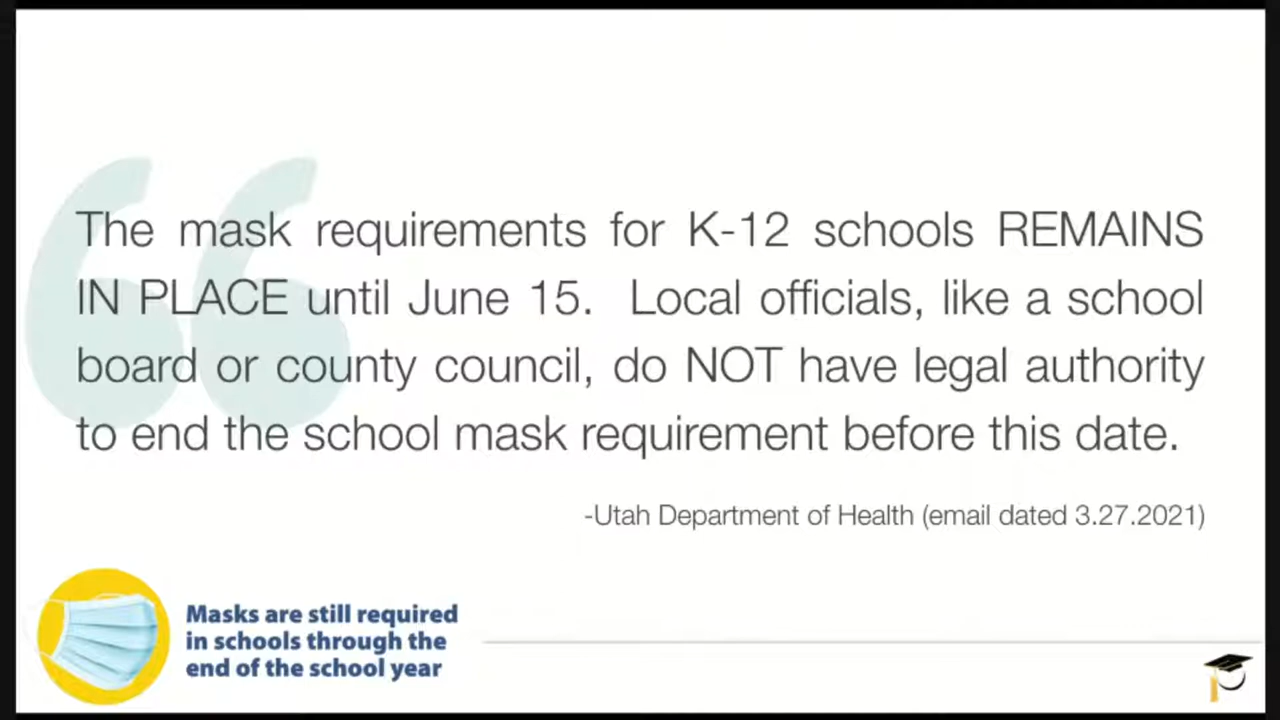 The mask requirements for K-12 schools REMAINS
IN PLACE until June 15. Local officials, like a school
board or county council, do NOT have legal authority
to end the school mask requirement before this date.
-Utah Department of Health (email dated 3.27.2021)
Masks are still required
in schools through the
end of the school year